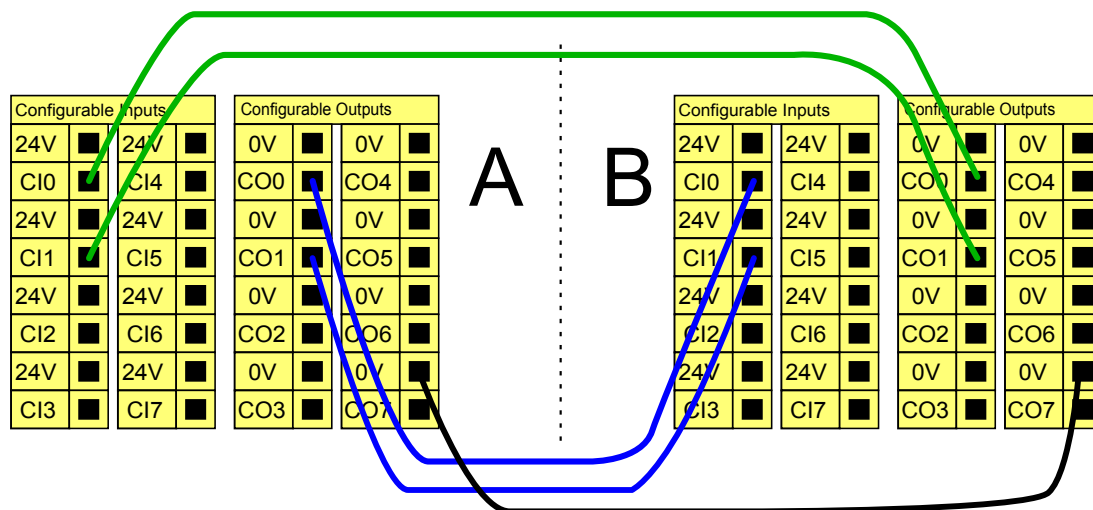 Configurable Inputs
24V 24V
CI0 CI4
24V 24V
CI1 CI5
24V 24V
CI2 CI6
24V 24V
CI3 CI7
Configurable Outputs
0V 0V
CO0 CO4
0V 0V
CO1 CO5
0V 0V
CO2 CO6
0V 0V
CO3 CO7
A
B
Configurable Inputs
24V 24V
CI0 CI4
24V 24V
CI1 CI5
24V 24V
CI2 CI6
24V 24V
CI3 CI7
Configurable Outputs
0V 0V
CO0 CO4
0V 0V
CO1 CO5
0V 0V
CO2 CO6
0V 0V
CO3 CO7